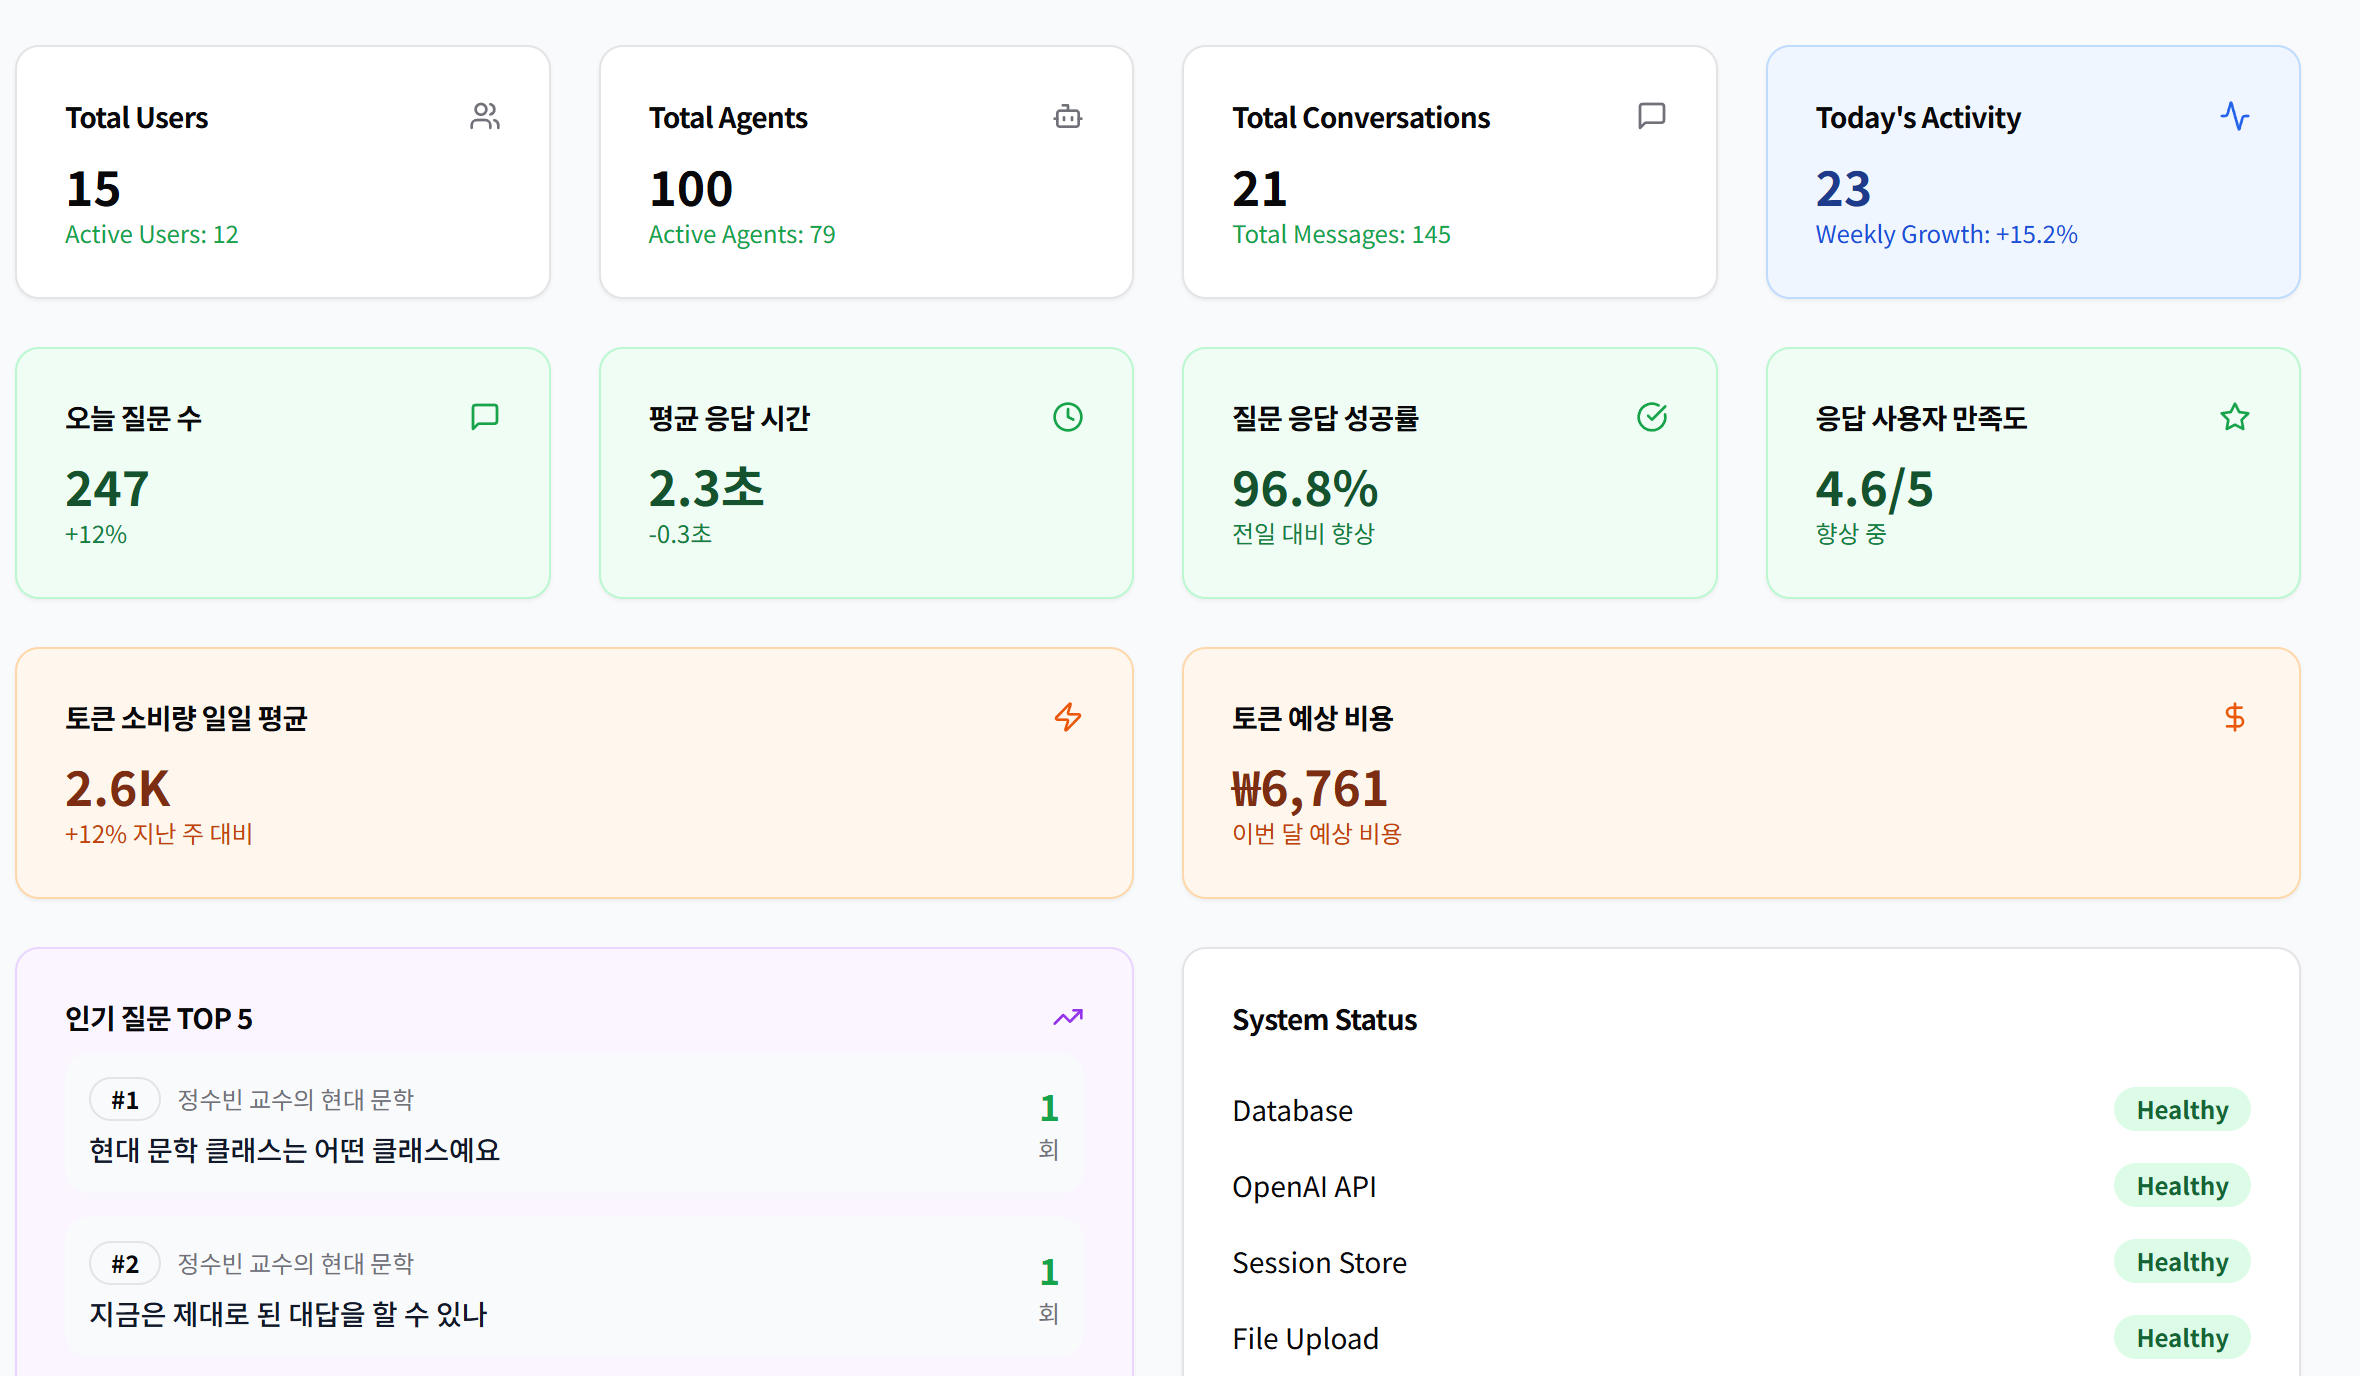 Total Users
15
Active Users: 12
Total Agents
100
Active Agents: 79
Total Conversations
21
Total Messages: 145
Today's Activity
23
Weekly Growth: +15.2%
오늘 질문 수
247
+12%
평균 응답 시간
2.3초
-0.3초
질문 응답 성공률
96.8%
전일 대비 향상
응답 사용자 만족도
4.6/5
향상 중
토큰 소비량 일일 평균
2.6K
+12% 지난 주 대비
토큰 예상 비용
₩6,761
이번 달 예상 비용
인기 질문 TOP 5
#1 정수빈 교수의 현대 문학
현대 문학 클래스는 어떤 클래스예요
1
회
#2 정수빈 교수의 현대 문학
지금은 제대로 된 대답을 할 수 있나
1
회
System Status
Database Healthy
OpenAI API Healthy
Session Store Healthy
File Upload Healthy